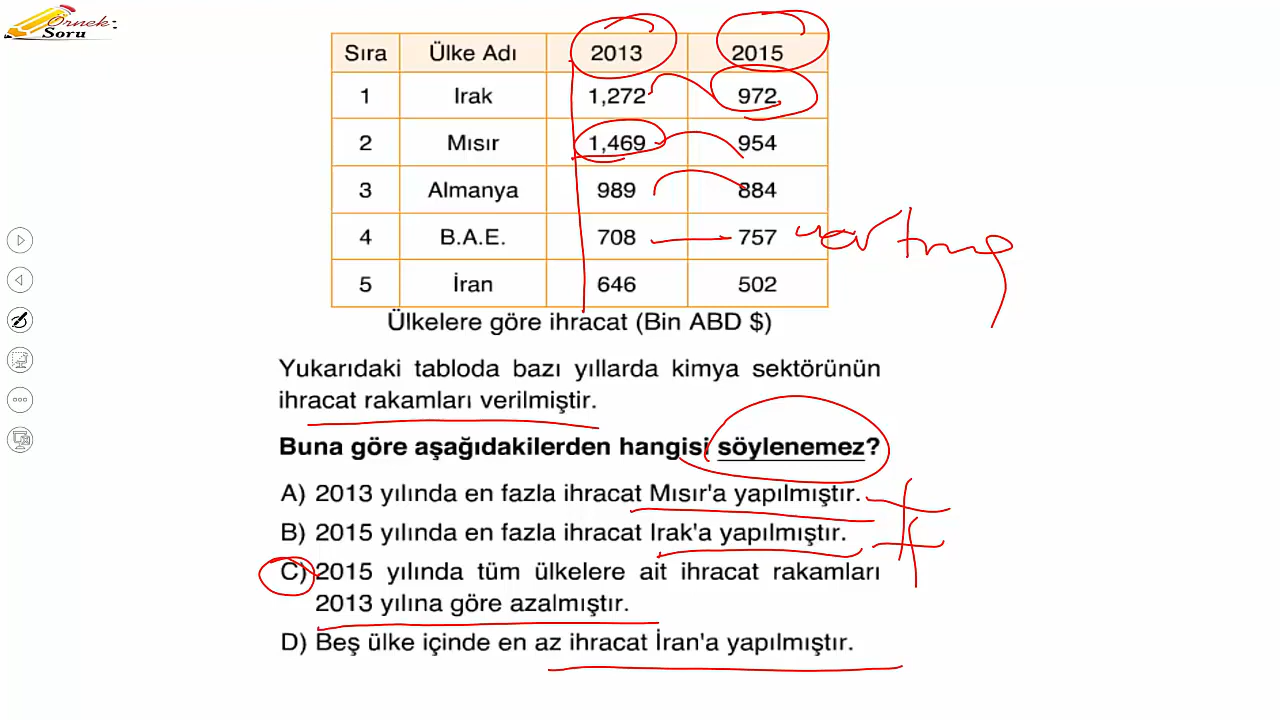 Örnek
Soru
Sıra Ülke Adı 2013 2015
1 Irak 1,272 972
2 Mısır 1,469 954
3 Almanya 989 884
4 B.A.E. 708 757
5 İran 646 502
Ülkelere göre ihracat (Bin ABD $)
Yukarıdaki tabloda bazı yıllarda kimya sektörünün
ihracat rakamları verilmiştir.
Buna göre aşağıdakilerden hangisi söylenemez?
A) 2013 yılında en fazla ihracat Mısır'a yapılmıştır.
B) 2015 yılında en fazla ihracat Irak'a yapılmıştır.
C) 2015 yılında tüm ülkelere ait ihracat rakamları
2013 yılına göre azalmıştır.
D) Beş ülke içinde en az ihracat İran'a yapılmıştır.